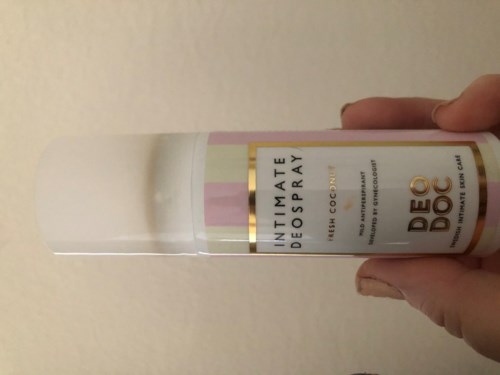 INTIMATE
DEOSPRAY
FRESH COCONUT
MILD ANTIPERSPIRANT
DEVELOPED BY GYNECOLOGIST
DEO
DOC
SWEDISH INTIMATE SKIN CARE